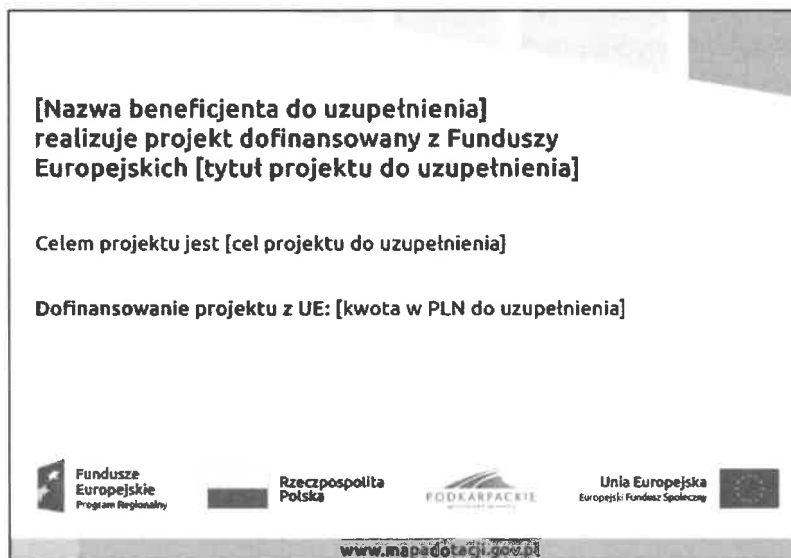 [Nazwa beneficjenta do uzupełnienia]
realizuje projekt dofinansowany z Funduszy
Europejskich [tytuł projektu do uzupełnienia]
Celem projektu jest [cel projektu do uzupełnienia]
Dofinansowanie projektu z UE: [kwota w PLN do uzupełnienia]
Fundusze
Europejskie
Program Regionalny
Rzeczpospolita
Polska
PODKARPACKIE
Unia Europejska
Europejski Fundusz Społeczny
www.mapadotacji.gov.pl